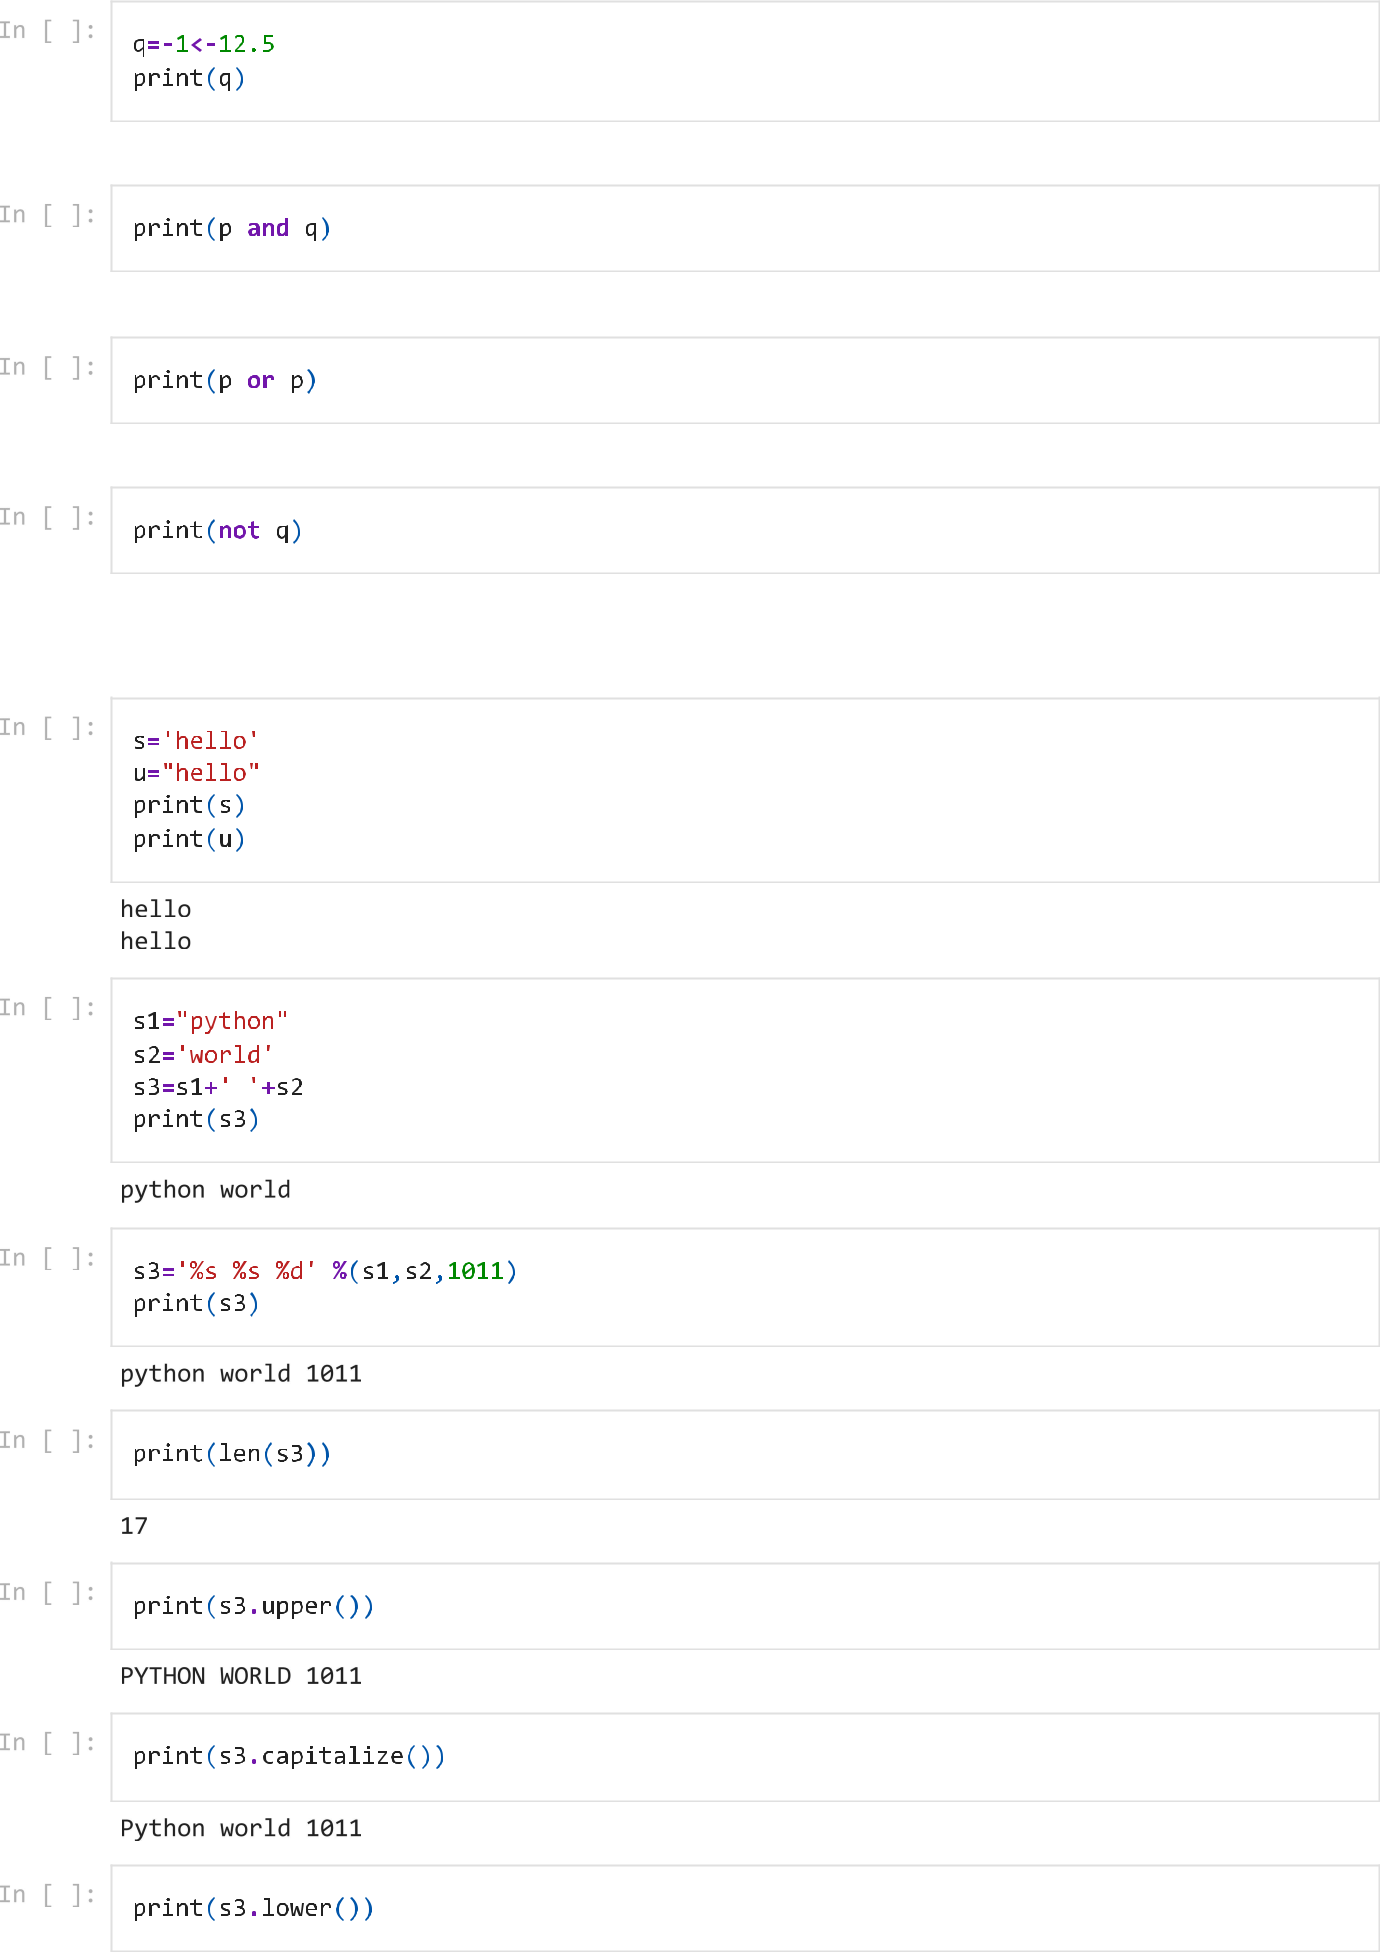 In [ ]:
q=-1<-12.5
print(q)
In [ ]:
print(p and q)
In [ ]:
print(p or p)
In [ ]:
print(not q)
In [ ]:
s='hello'
u="hello"
print(s)
print(u)
hello
hello
In [ ]:
s1="python"
s2='world'
s3=s1+' '+s2
print(s3)
python world
In [ ]:
s3='%s %s %d' %(s1,s2,1011)
print(s3)
python world 1011
In [ ]:
print(len(s3))
17
In [ ]:
print(s3.upper())
PYTHON WORLD 1011
In [ ]:
print(s3.capitalize())
Python world 1011
In [ ]:
print(s3.lower())